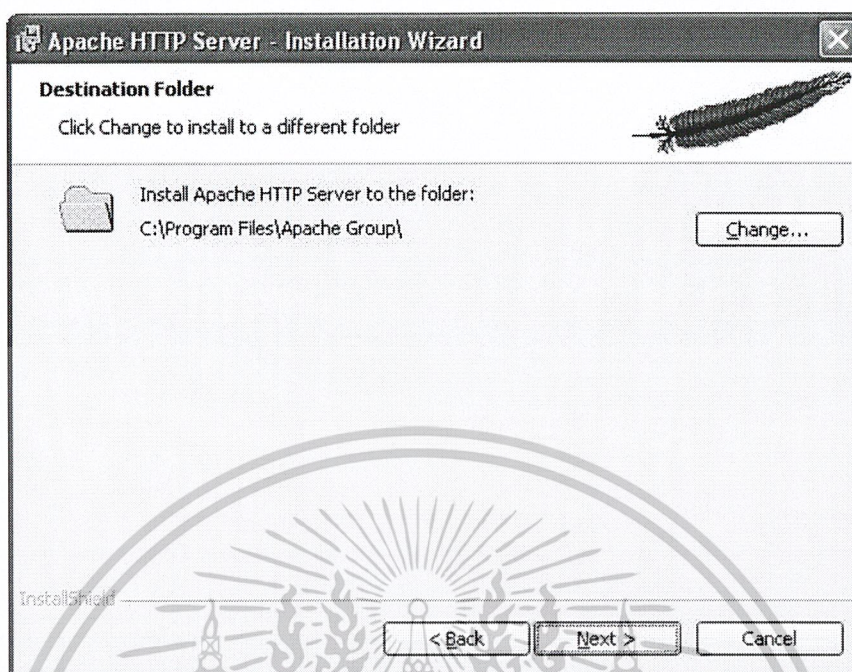 Apache HTTP Server - Installation Wizard
Destination Folder
Click Change to install to a different folder
Install Apache HTTP Server to the folder:
C:\Program Files\Apache Group\
Change...
InstallShield
< Back
Next >
Cancel